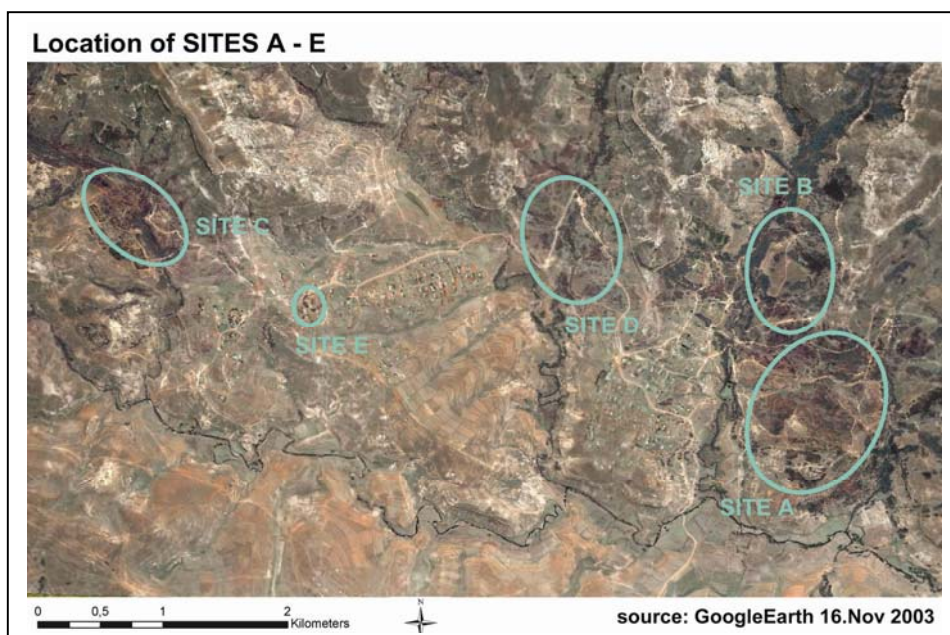 Location of SITES A - E
SITE B
SITE C
SITE D
SITE E
SITE A
N
0 0,5 1 2
Kilometers
source: GoogleEarth 16.Nov 2003